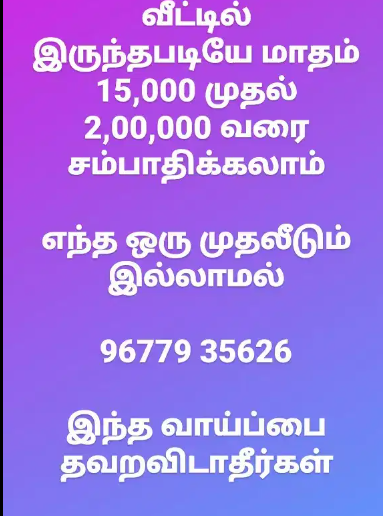 வீட்டில்
இருந்தபடியே மாதம்
15,000 முதல்
2,00,000 வரை
சம்பாதிக்கலாம்
எந்த ஒரு முதலீடும்
இல்லாமல்
96779 35626
இந்த வாய்ப்பை
தவறவிடாதீர்கள்